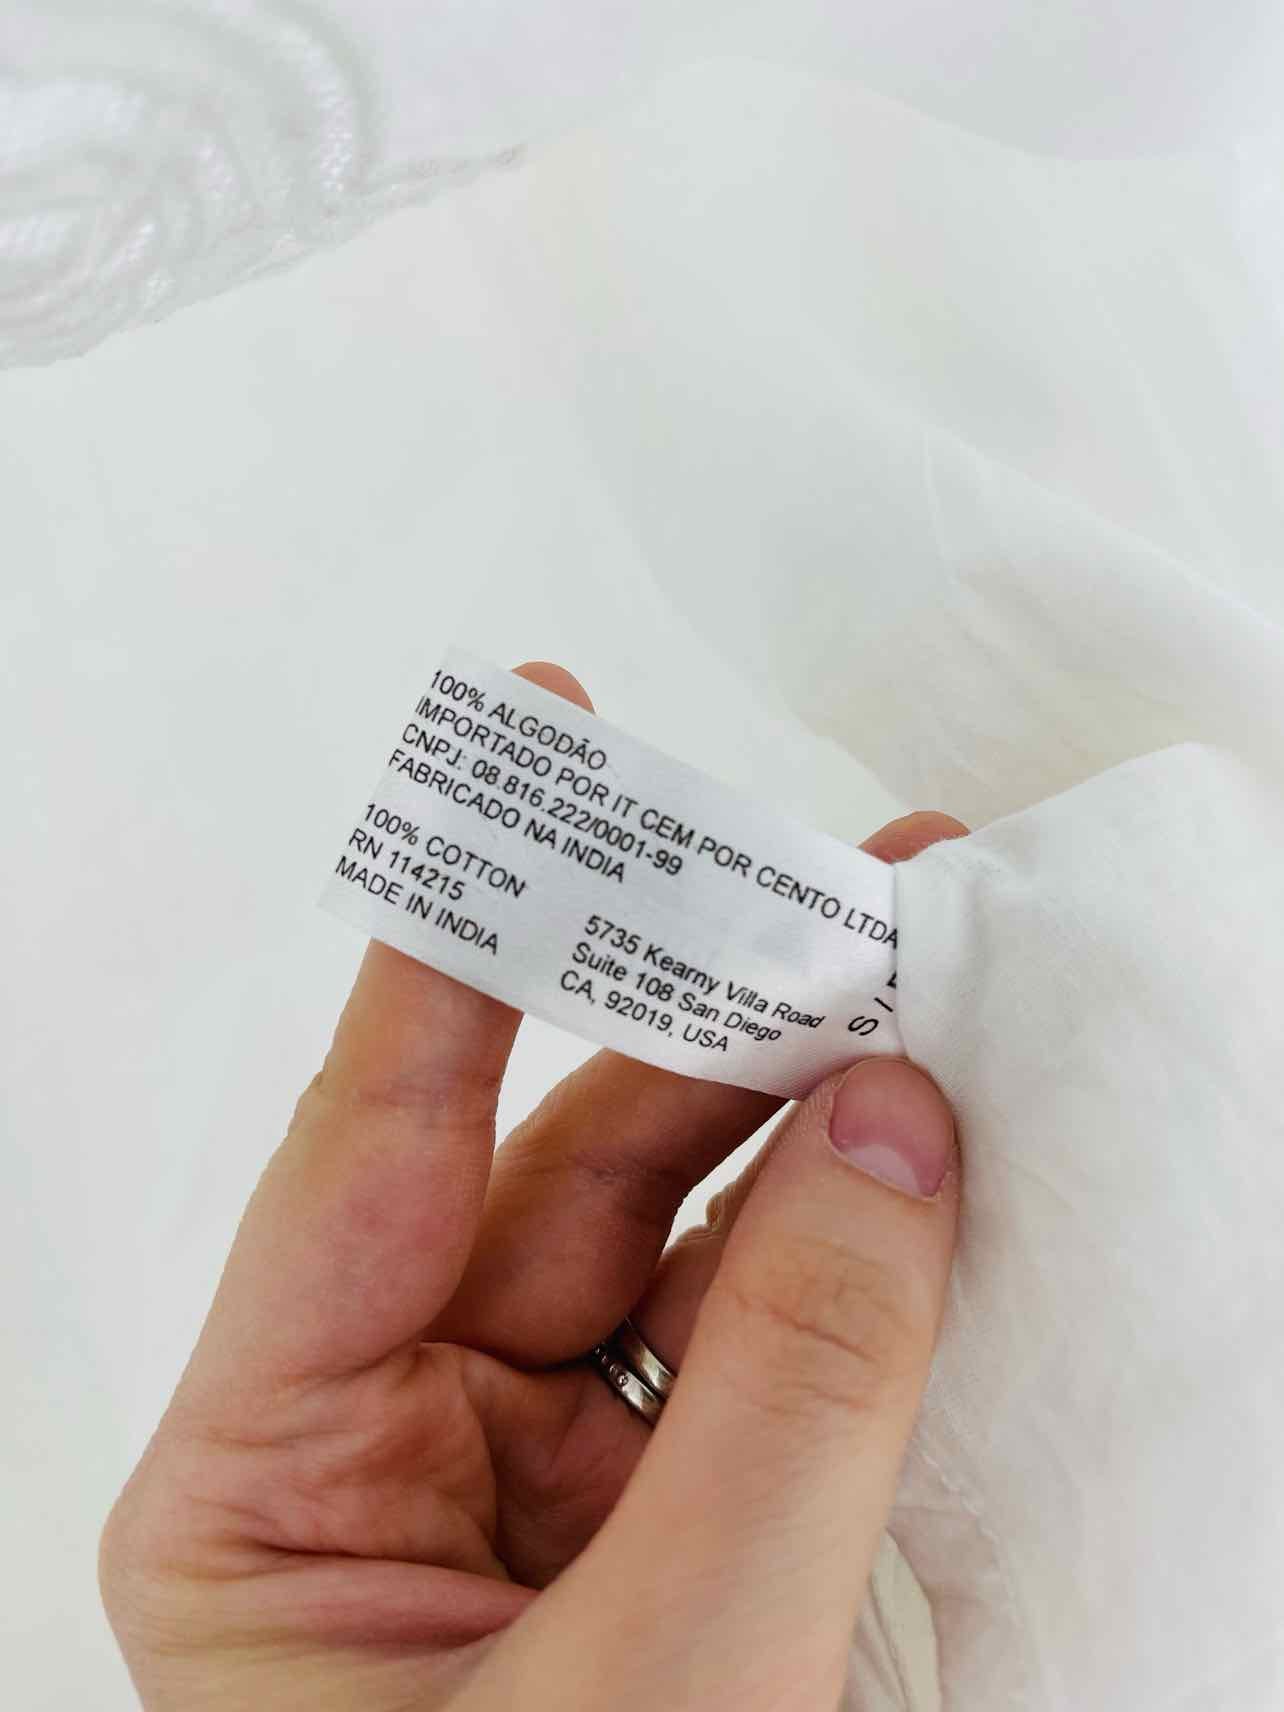 100% ALGODÃO
IMPORTADO POR IT CEM POR CENTO LTDA
CNPJ: 08.816.222/0001-99
FABRICADO NA INDIA
100% COTTON
RN 114215
MADE IN INDIA
5735 Kearny Villa Road
Suite 108 San Diego
CA, 92019, USA